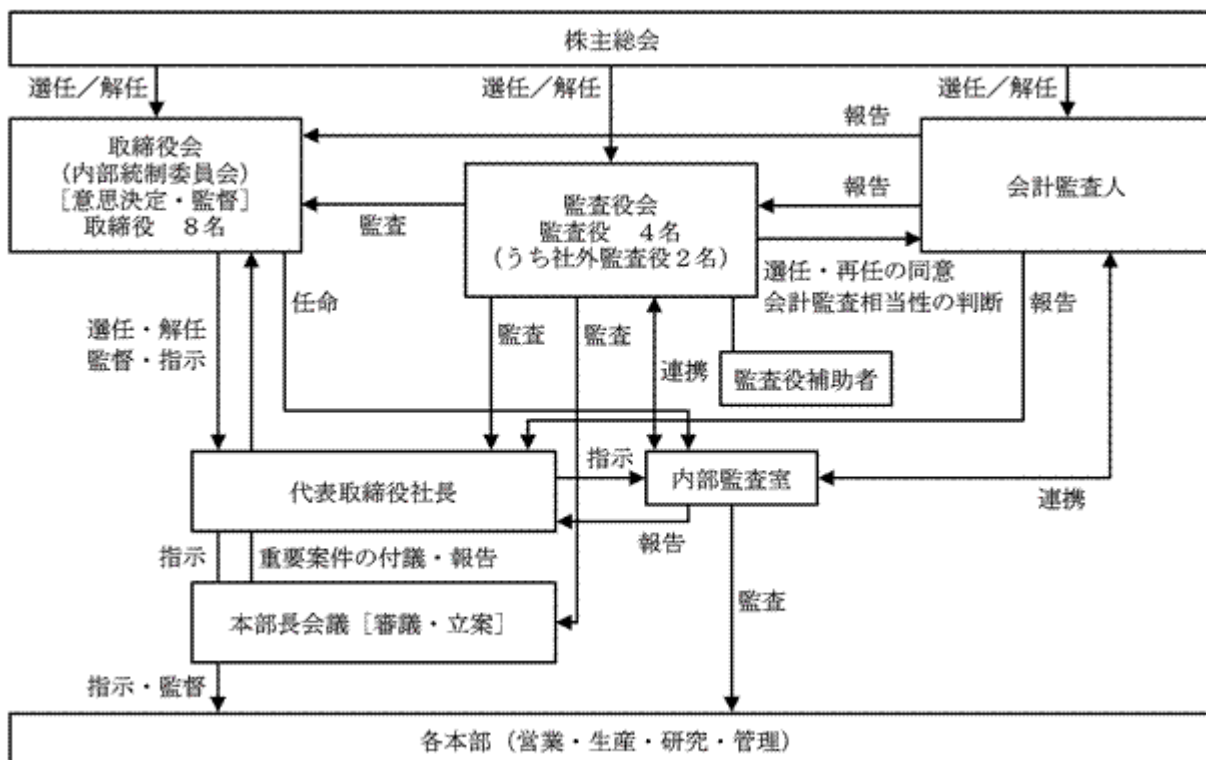 株主総会
選任／解任
選任／解任
選任／解任
取締役会
（内部統制委員会）
［意思決定・監督］
取締役　８名
報告
会計監査人
監査役会
監査役　４名
（うち社外監査役２名）
監査
報告
選任・再任の同意
会計監査相当性の判断
報告
任命
選任・解任
監督・指示
監査
監査
連携
監査役補助者
代表取締役社長
指示
内部監査室
連携
報告
指示
重要案件の付議・報告
本部長会議［審議・立案］
監査
指示・監督
各本部（営業・生産・研究・管理）